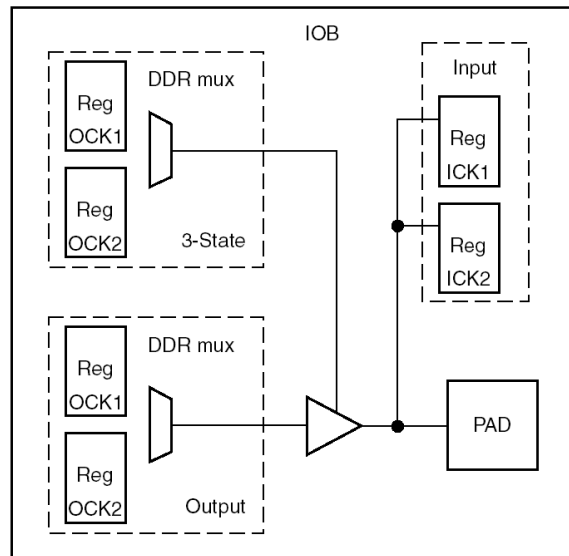 IOB
DDR mux
Reg
OCK1
Reg
OCK2
3-State
Input
Reg
ICK1
Reg
ICK2
DDR mux
Reg
OCK1
Reg
OCK2
Output
PAD